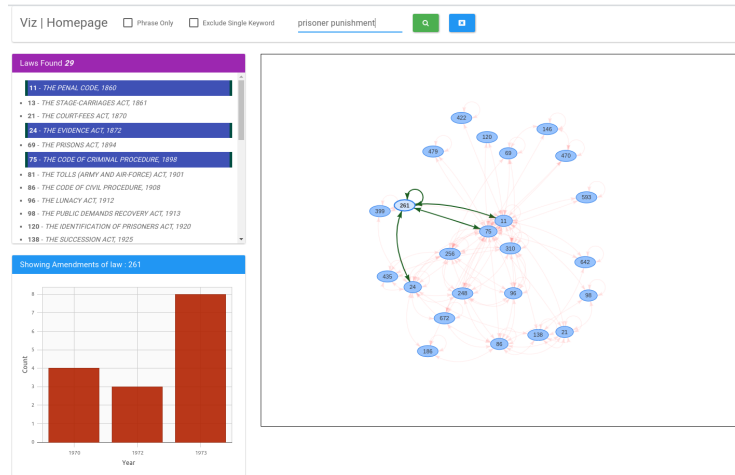 Viz | Homepage Phrase Only Exclude Single Keyword prisoner punishment
Laws Found 29
11 - THE PENAL CODE, 1860
13 - THE STAGE-CARRIAGES ACT, 1861
21 - THE COURT-FEES ACT, 1870
24 - THE EVIDENCE ACT, 1872
69 - THE PRISONS ACT, 1894
75 - THE CODE OF CRIMINAL PROCEDURE, 1898
81 - THE TOLLS (ARMY AND AIR-FORCE) ACT, 1901
86 - THE CODE OF CIVIL PROCEDURE, 1908
96 - THE LUNACY ACT, 1912
98 - THE PUBLIC DEMANDS RECOVERY ACT, 1913
120 - THE IDENTIFICATION OF PRISONERS ACT, 1920
138 - THE SUCCESSION ACT, 1925
Showing Amendments of law : 261
8
7
6
5
4
3
2
1
0
Count
1970 1972 1973
Year
422
120
146
479
69
470
593
261
399
11
75
310
256
642
435
24
248
96
98
672
21
138
86
186